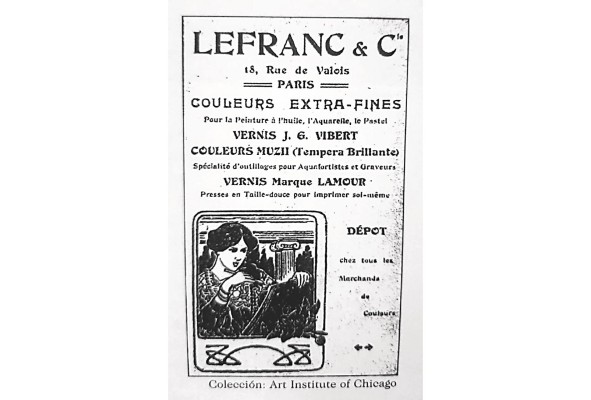 LEFRANC & Cie
18, Rue de Valois
PARIS
COULEURS EXTRA-FINES
Pour la Peinture à l'huile, l'Aquarelle, le Pastel
VERNIS J. G. VIBERT
COULEURS MUZII (Tempera Brillante)
Spécialité d'outillages pour Aquafortistes et Graveurs
VERNIS Marque LAMOUR
Presses en Taille-douce pour imprimer soi-même
DÉPOT
chez tous les
Marchands
de
Couleurs
Colección: Art Institute of Chicago